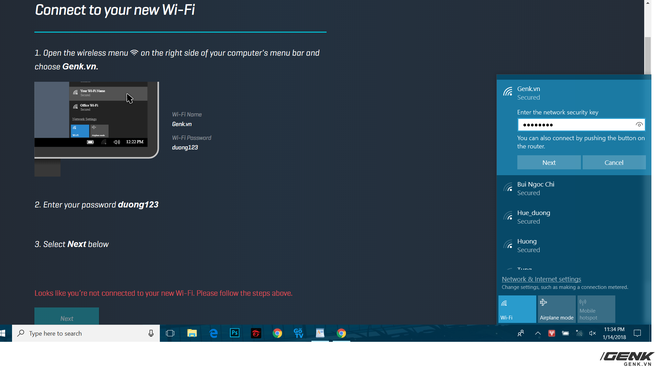 Connect to your new Wi-Fi
1. Open the wireless menu on the right side of your computer's menu bar and
choose Genk.vn.
Your Wi-Fi Name
Secured
Office Wi-Fi
Secured
12:22 PM
Wi-Fi Name
Genk.vn
Wi-Fi Password
duong123
2. Enter your password duong123
3. Select Next below
Looks like you're not connected to your new Wi-Fi. Please follow the steps above.
Next
Genk.vn
Secured
Enter the network security key
You can also connect by pushing the button on
the router.
Next
Cancel
Bui Ngoc Chi
Secured
Hue_duong
Secured
Huong
Secured
Network & Internet settings
Change settings, such as making a connection metered.
Wi-Fi
Airplane mode
Mobile
hotspot
Type here to search
Ps
11:34 PM
1/14/2018
GENK
GENK.VN